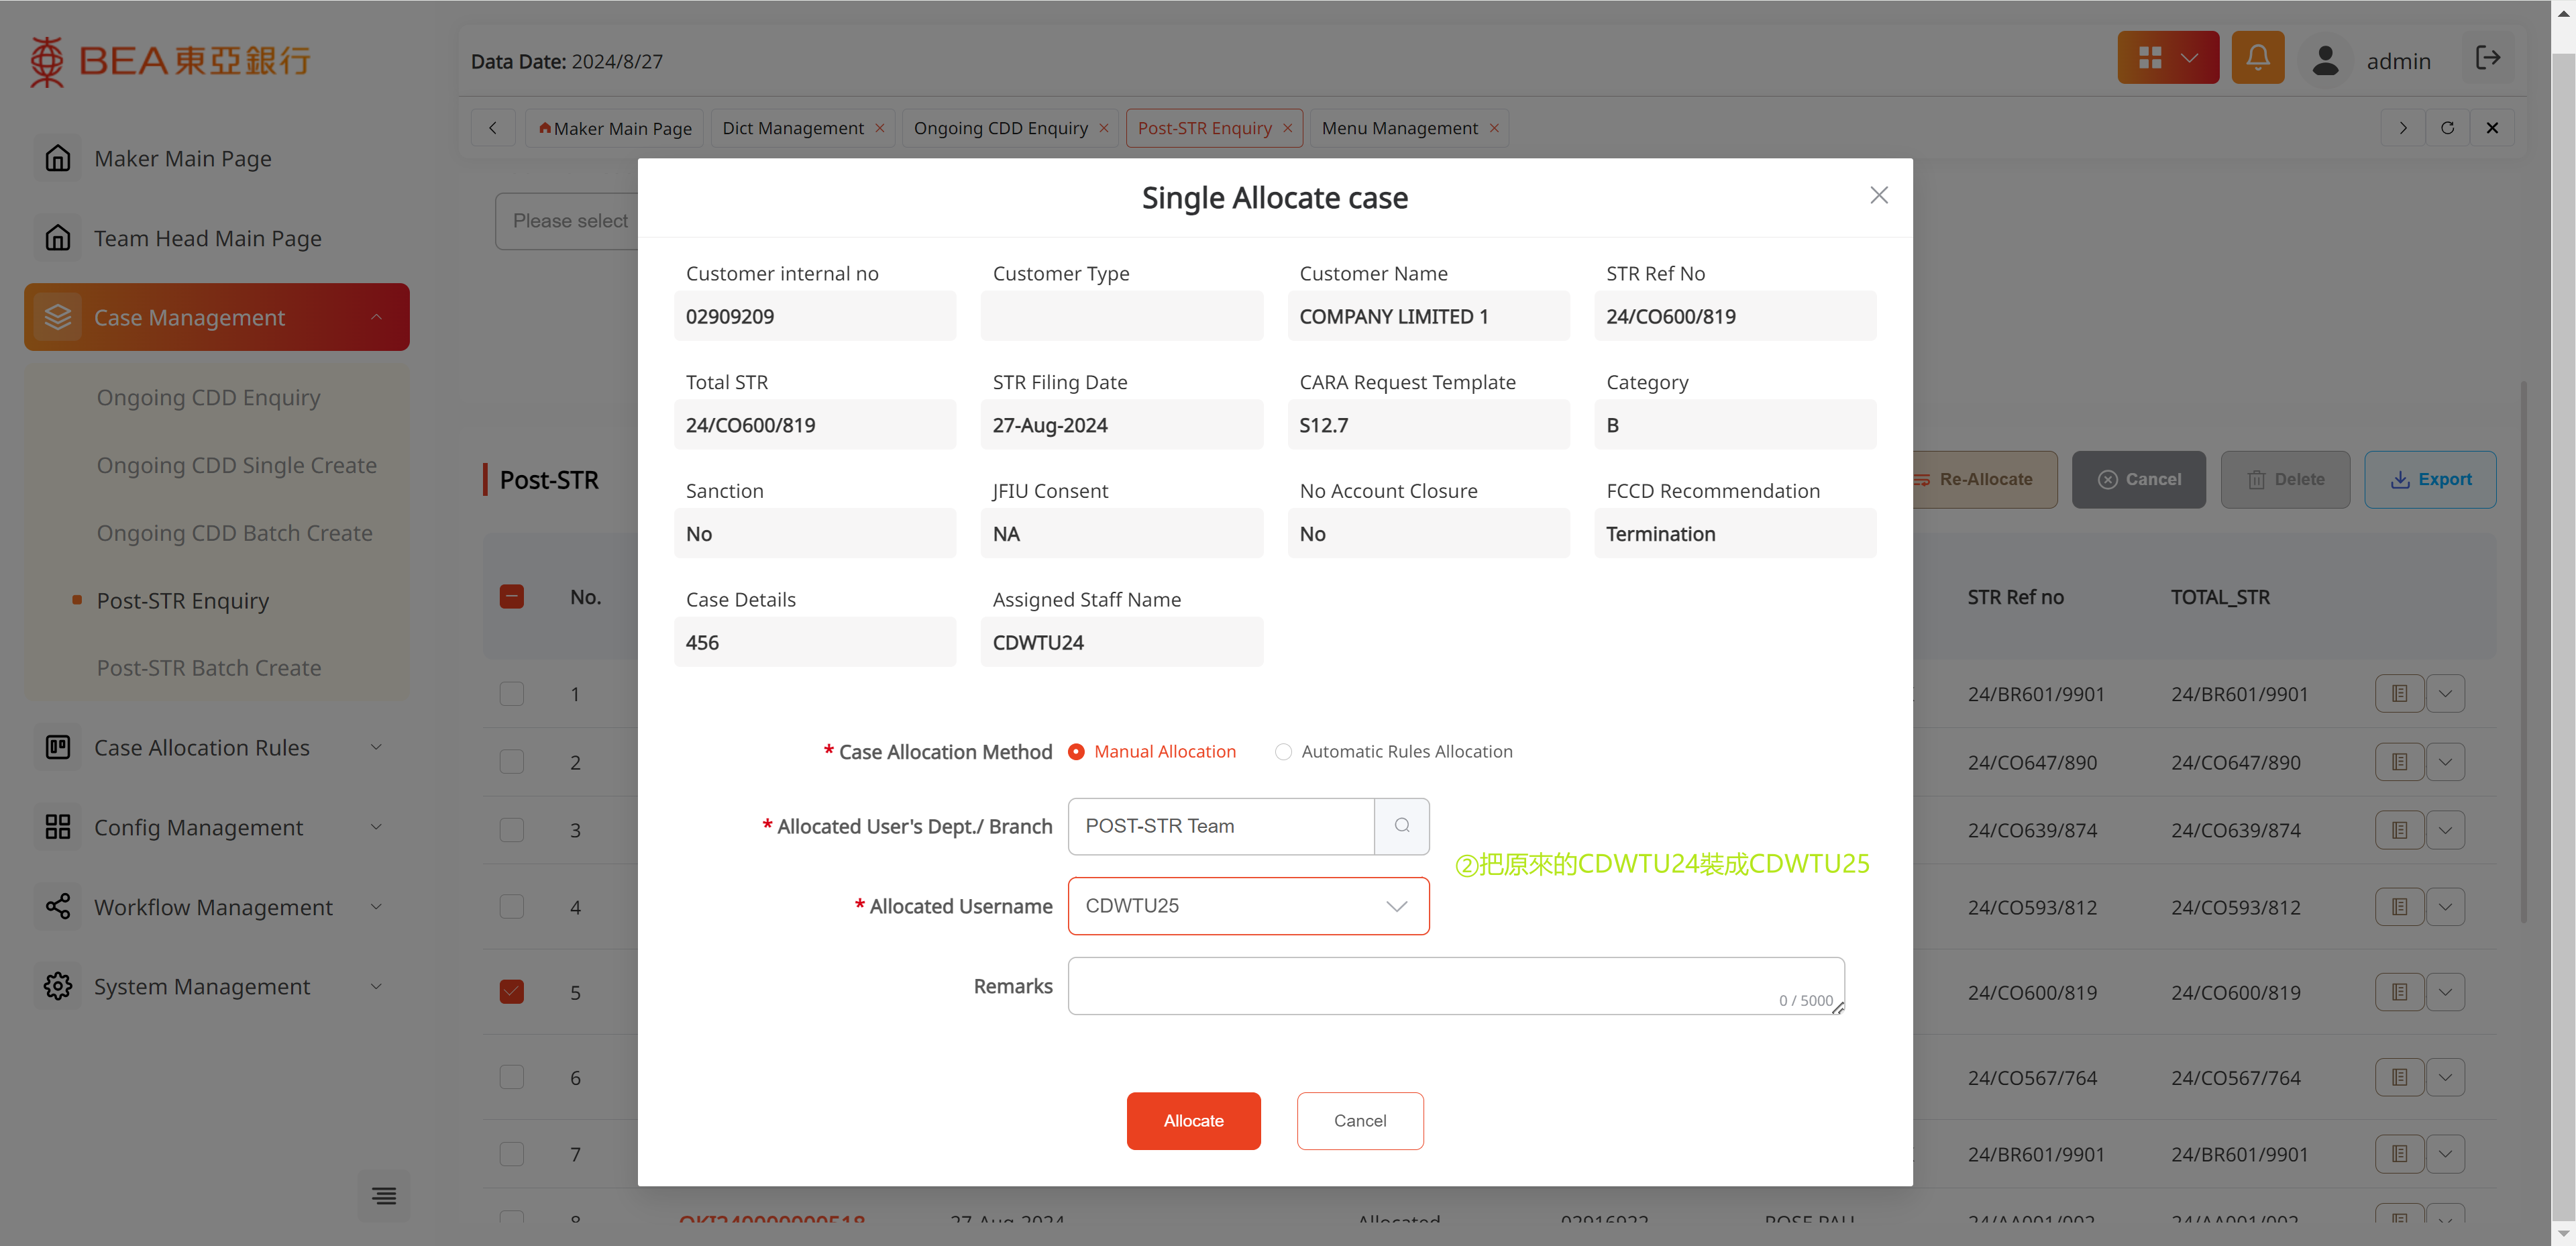 BEA東亞銀行
Data Date: 2024/8/27
admin
Maker Main Page
Dict Management
Ongoing CDD Enquiry
Post-STR Enquiry
Menu Management
Maker Main Page
Team Head Main Page
Case Management
Ongoing CDD Enquiry
Ongoing CDD Single Create
Ongoing CDD Batch Create
Post-STR Enquiry
Post-STR Batch Create
Case Allocation Rules
Config Management
Workflow Management
System Management
Please select
Post-STR
Re-Allocate
Cancel
Delete
Export
No.
STR Ref no
TOTAL_STR
1
24/BR601/9901
24/BR601/9901
2
24/CO647/890
24/CO647/890
3
24/CO639/874
24/CO639/874
4
24/CO593/812
24/CO593/812
5
24/CO600/819
24/CO600/819
6
24/CO567/764
24/CO567/764
7
24/BR601/9901
24/BR601/9901
8
27-Aug-2024
Allocated
02916922
24/AA001/002
24/AA001/002
Single Allocate case
Customer internal no
02909209
Customer Type
Customer Name
COMPANY LIMITED 1
STR Ref No
24/CO600/819
Total STR
24/CO600/819
STR Filing Date
27-Aug-2024
CARA Request Template
S12.7
Category
B
Sanction
No
JFIU Consent
NA
No Account Closure
No
FCCD Recommendation
Termination
Case Details
456
Assigned Staff Name
CDWTU24
* Case Allocation Method
Manual Allocation
Automatic Rules Allocation
* Allocated User's Dept./ Branch
POST-STR Team
②把原來的CDWTU24裝成CDWTU25
* Allocated Username
CDWTU25
Remarks
0 / 5000
Allocate
Cancel